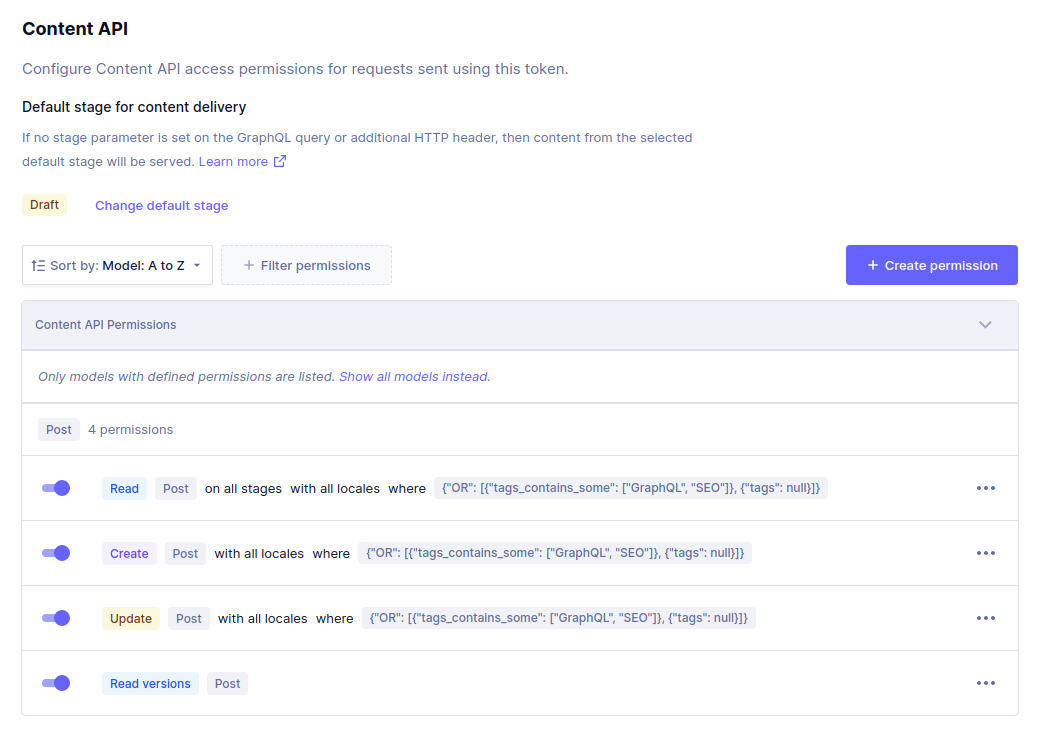 Content API
Configure Content API access permissions for requests sent using this token.
Default stage for content delivery
If no stage parameter is set on the GraphQL query or additional HTTP header, then content from the selected
default stage will be served. Learn more
Draft Change default stage
Sort by: Model: A to Z + Filter permissions + Create permission
Content API Permissions
Only models with defined permissions are listed. Show all models instead.
Post 4 permissions
Read Post on all stages with all locales where {"OR": [{"tags_contains_some": ["GraphQL", "SEO"]}, {"tags": null}]}
Create Post with all locales where {"OR": [{"tags_contains_some": ["GraphQL", "SEO"]}, {"tags": null}]}
Update Post with all locales where {"OR": [{"tags_contains_some": ["GraphQL", "SEO"]}, {"tags": null}]}
Read versions Post